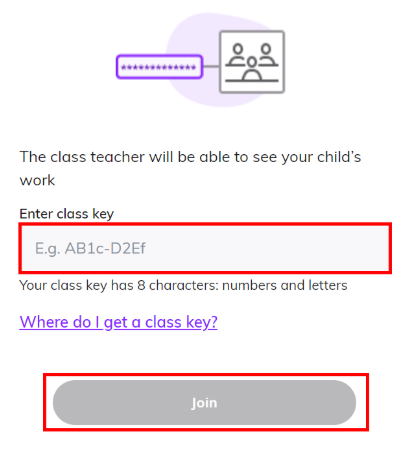 *************
The class teacher will be able to see your child's
work
Enter class key
E.g. AB1c-D2Ef
Your class key has 8 characters: numbers and letters
Where do I get a class key?
Join